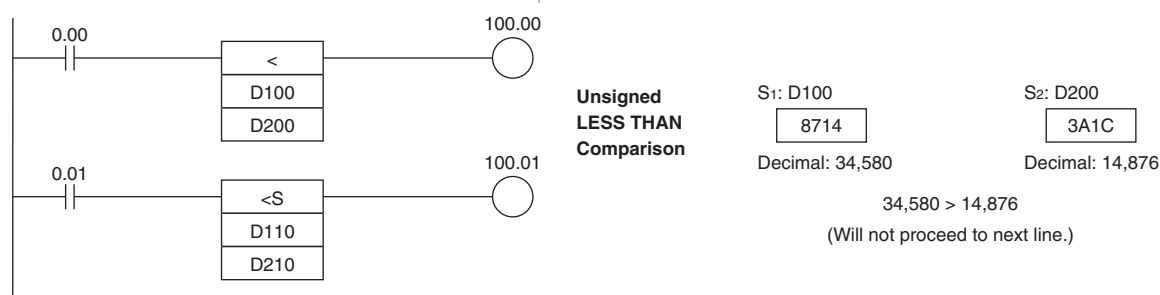 0.00
100.00
<
D100
D200
0.01
100.01
<S
D110
D210
Unsigned
LESS THAN
Comparison
S1: D100
S2: D200
8714
3A1C
Decimal: 34,580
Decimal: 14,876
34,580 > 14,876
(Will not proceed to next line.)